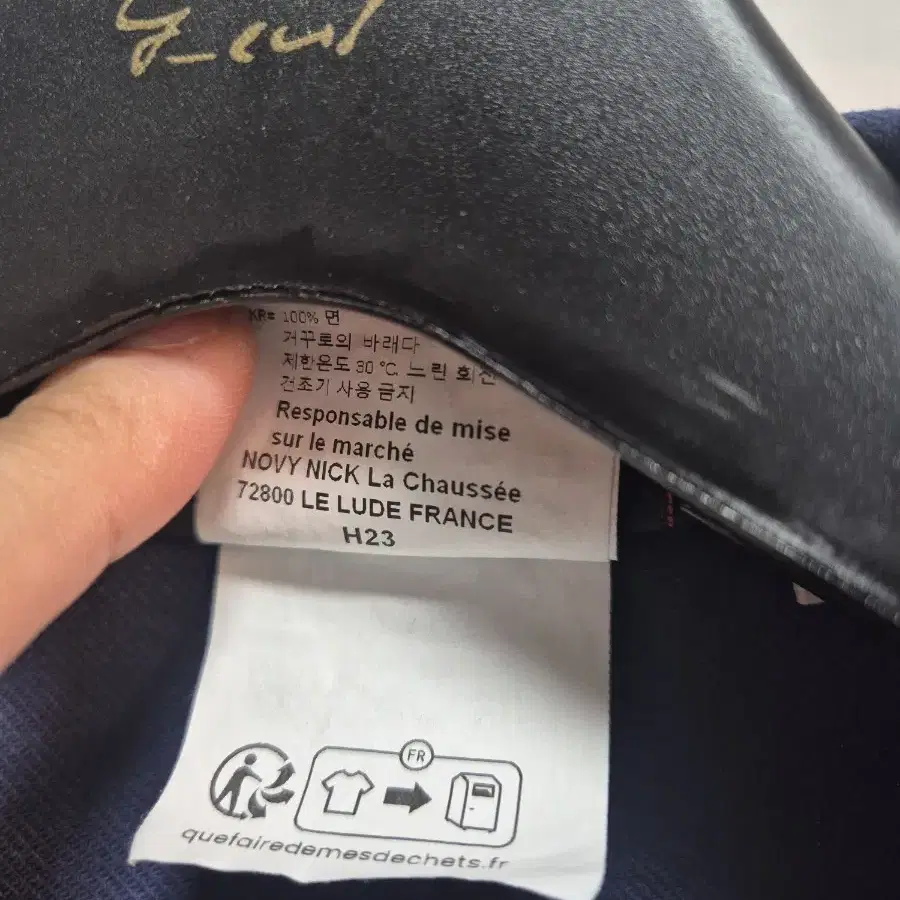 KR= 100% 면
거꾸로의 바래다
제한온도 30 °C. 느린 회전
건조기 사용 금지
Responsable de mise
sur le marché
NOVY NICK La Chaussée
72800 LE LUDE FRANCE
H23
FR
quefairedemesdechets.fr